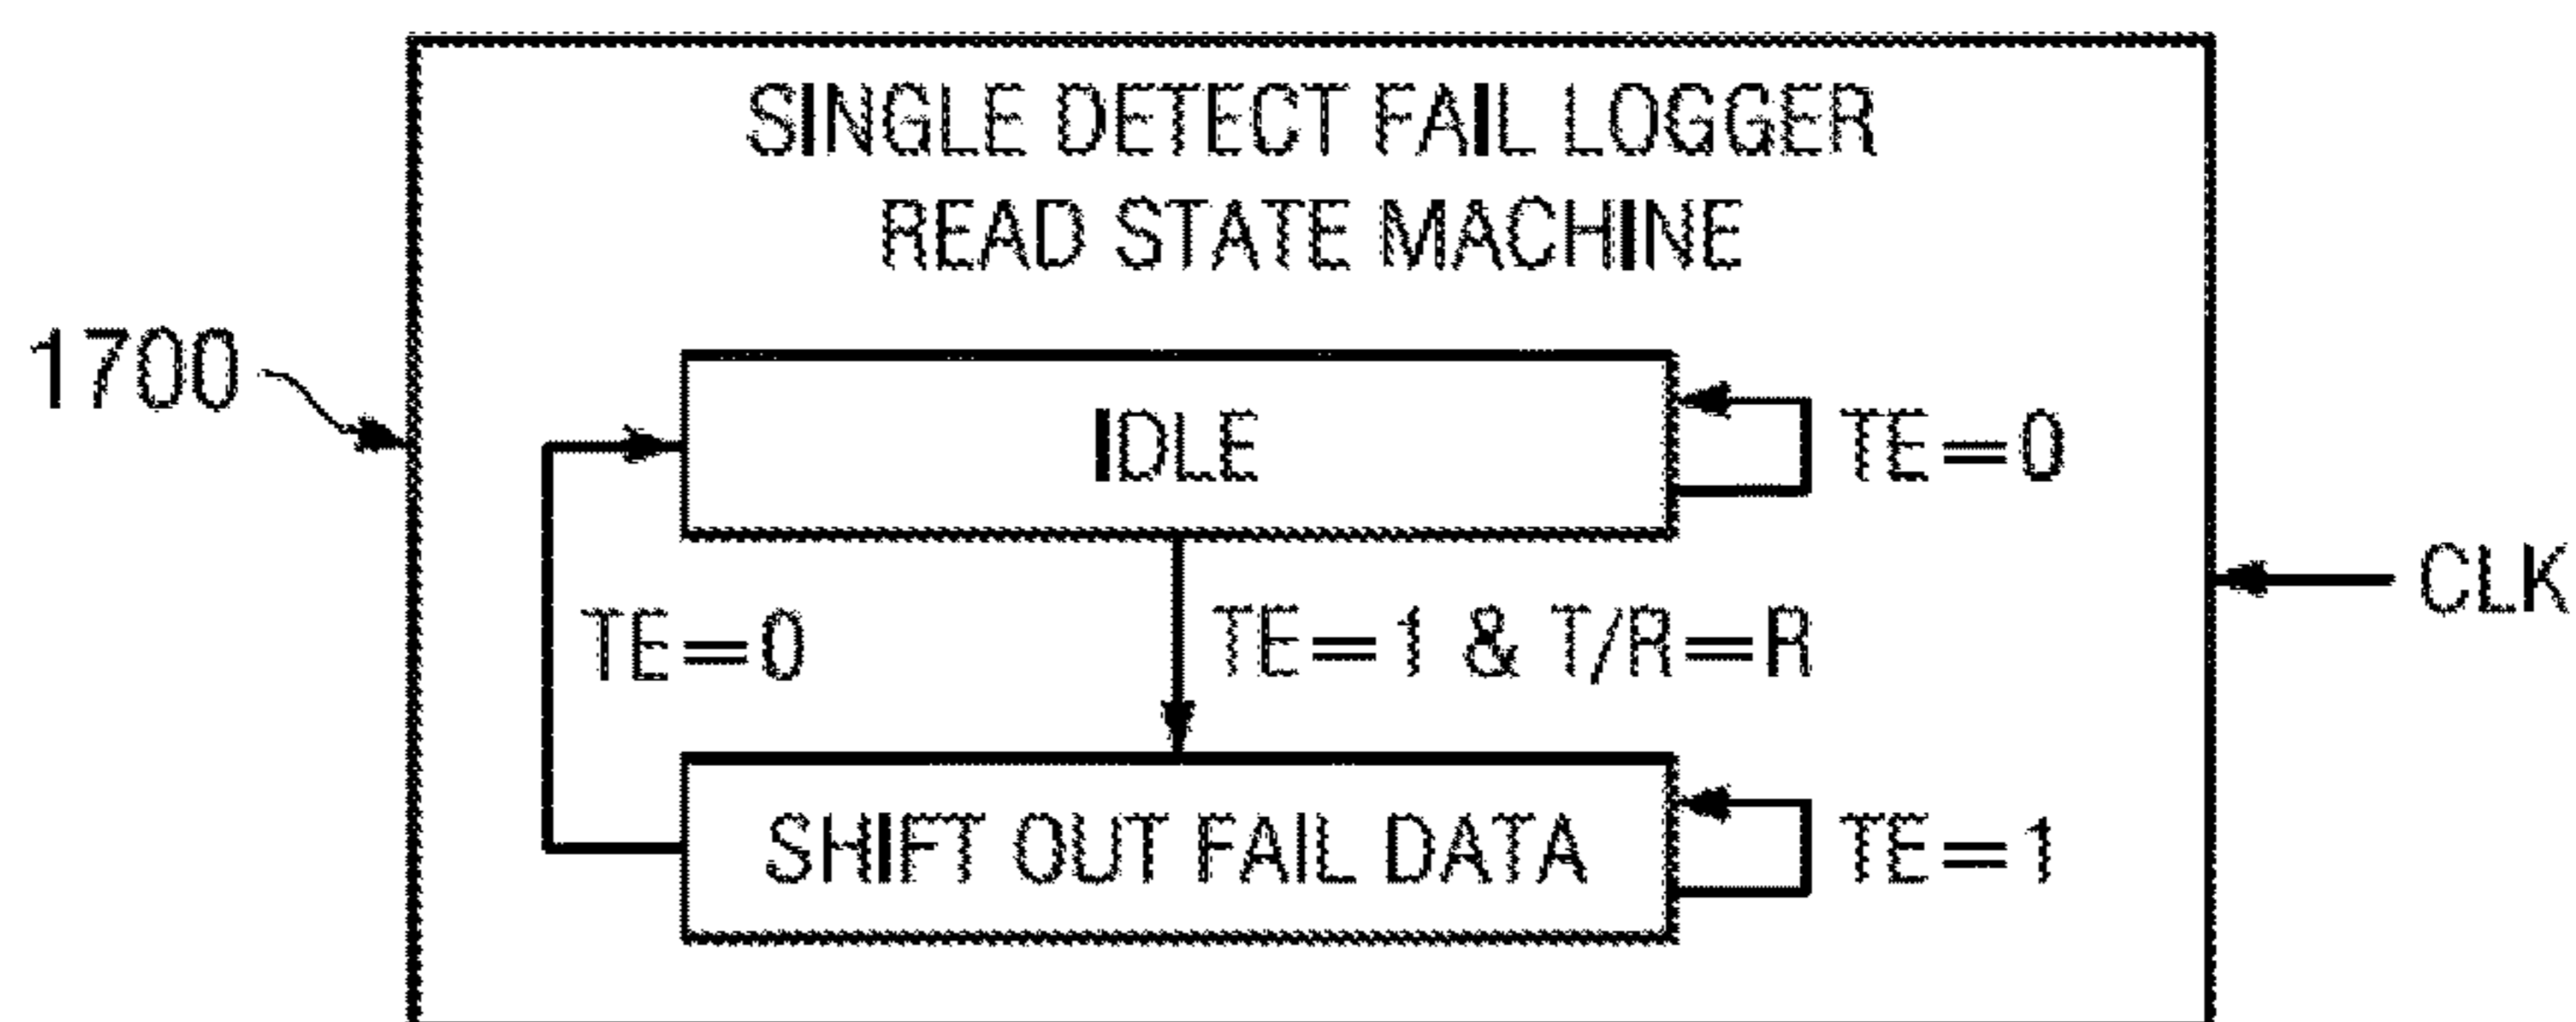 SINGLE DETECT FAIL LOGGER
READ STATE MACHINE
1700
IDLE
TE=0
CLK
TE=0
TE=1 & T/R=R
SHIFT OUT FAIL DATA
TE=1